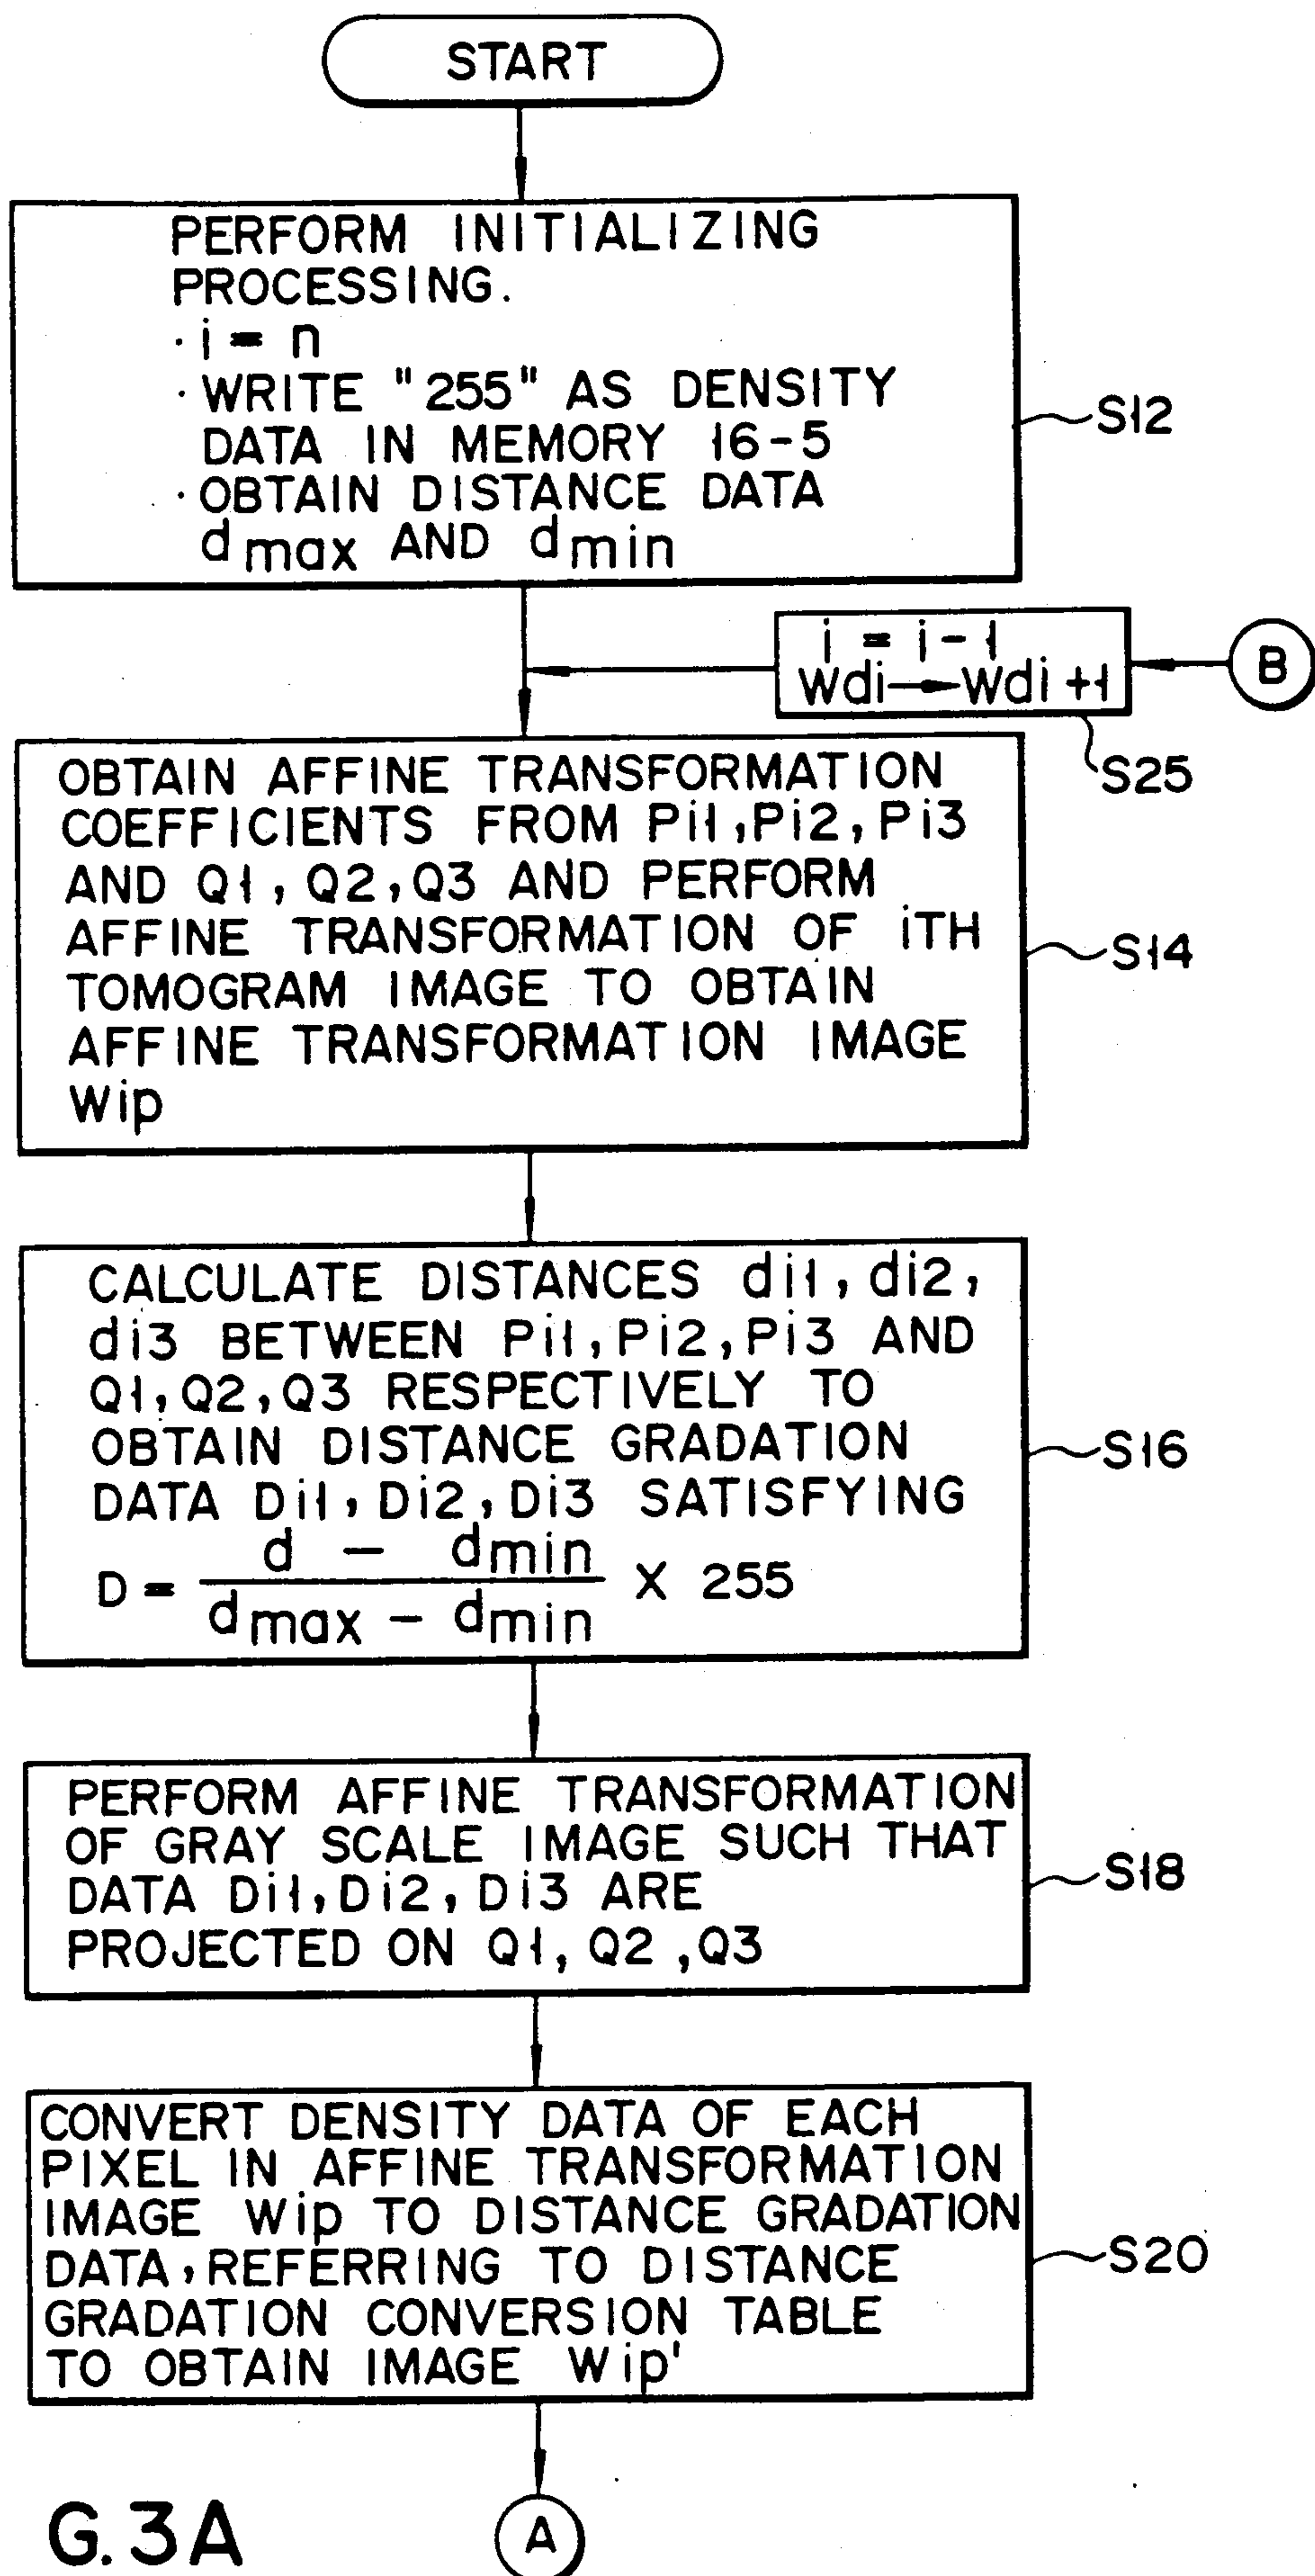 START
PERFORM INITIALIZING
PROCESSING.
· i = n
· WRITE "255" AS DENSITY
DATA IN MEMORY 16-5
· OBTAIN DISTANCE DATA
dmax AND dmin
S12
i = i - 1
Wdi→Wdi+1
B
S25
OBTAIN AFFINE TRANSFORMATION
COEFFICIENTS FROM Pi1, Pi2, Pi3
AND Q1, Q2, Q3 AND PERFORM
AFFINE TRANSFORMATION OF iTH
TOMOGRAM IMAGE TO OBTAIN
AFFINE TRANSFORMATION IMAGE
Wip
S14
CALCULATE DISTANCES di1, di2,
di3 BETWEEN Pi1, Pi2, Pi3 AND
Q1, Q2, Q3 RESPECTIVELY TO
OBTAIN DISTANCE GRADATION
DATA Di1, Di2, Di3 SATISFYING
d - dmin
D = ――― X 255
dmax - dmin
S16
PERFORM AFFINE TRANSFORMATION
OF GRAY SCALE IMAGE SUCH THAT
DATA Di1, Di2, Di3 ARE
PROJECTED ON Q1, Q2, Q3
S18
CONVERT DENSITY DATA OF EACH
PIXEL IN AFFINE TRANSFORMATION
IMAGE Wip TO DISTANCE GRADATION
DATA, REFERRING TO DISTANCE
GRADATION CONVERSION TABLE
TO OBTAIN IMAGE Wip'
S20
A
G. 3A